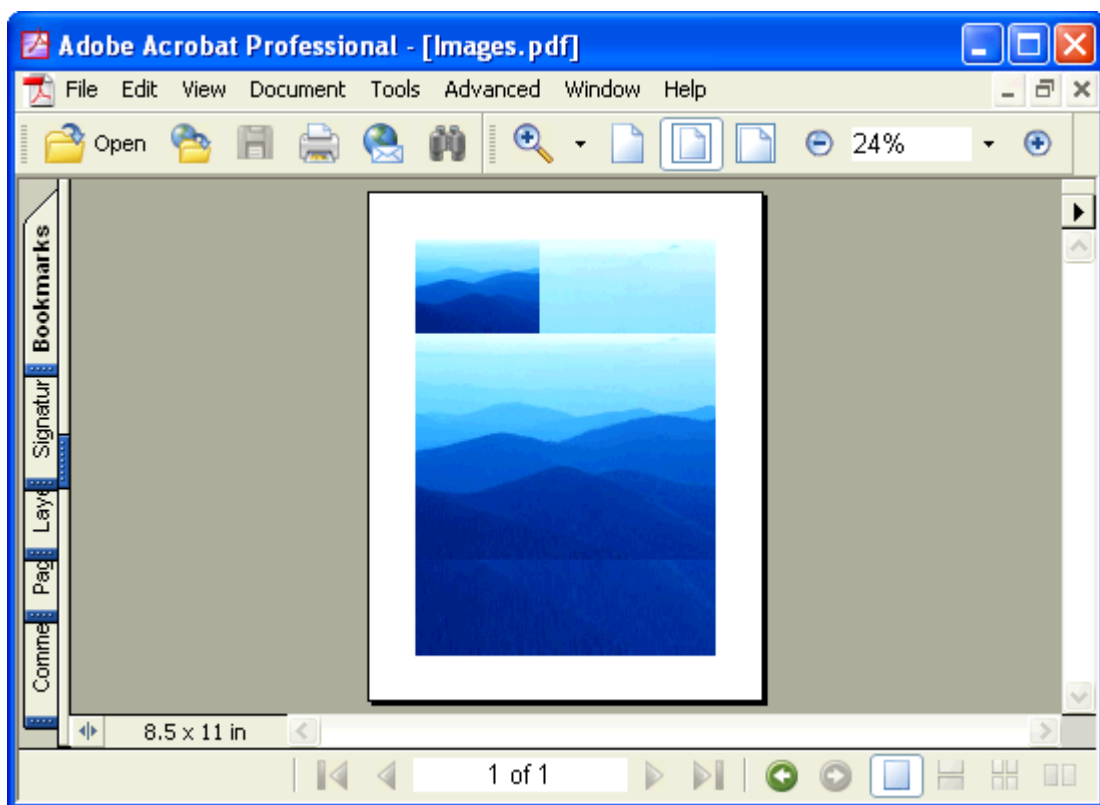 Adobe Acrobat Professional - [Images.pdf]
File Edit View Document Tools Advanced Window Help
Open 24%
Bookmarks
Signatur
Laye
Pag
Comme
8.5 x 11 in
1 of 1